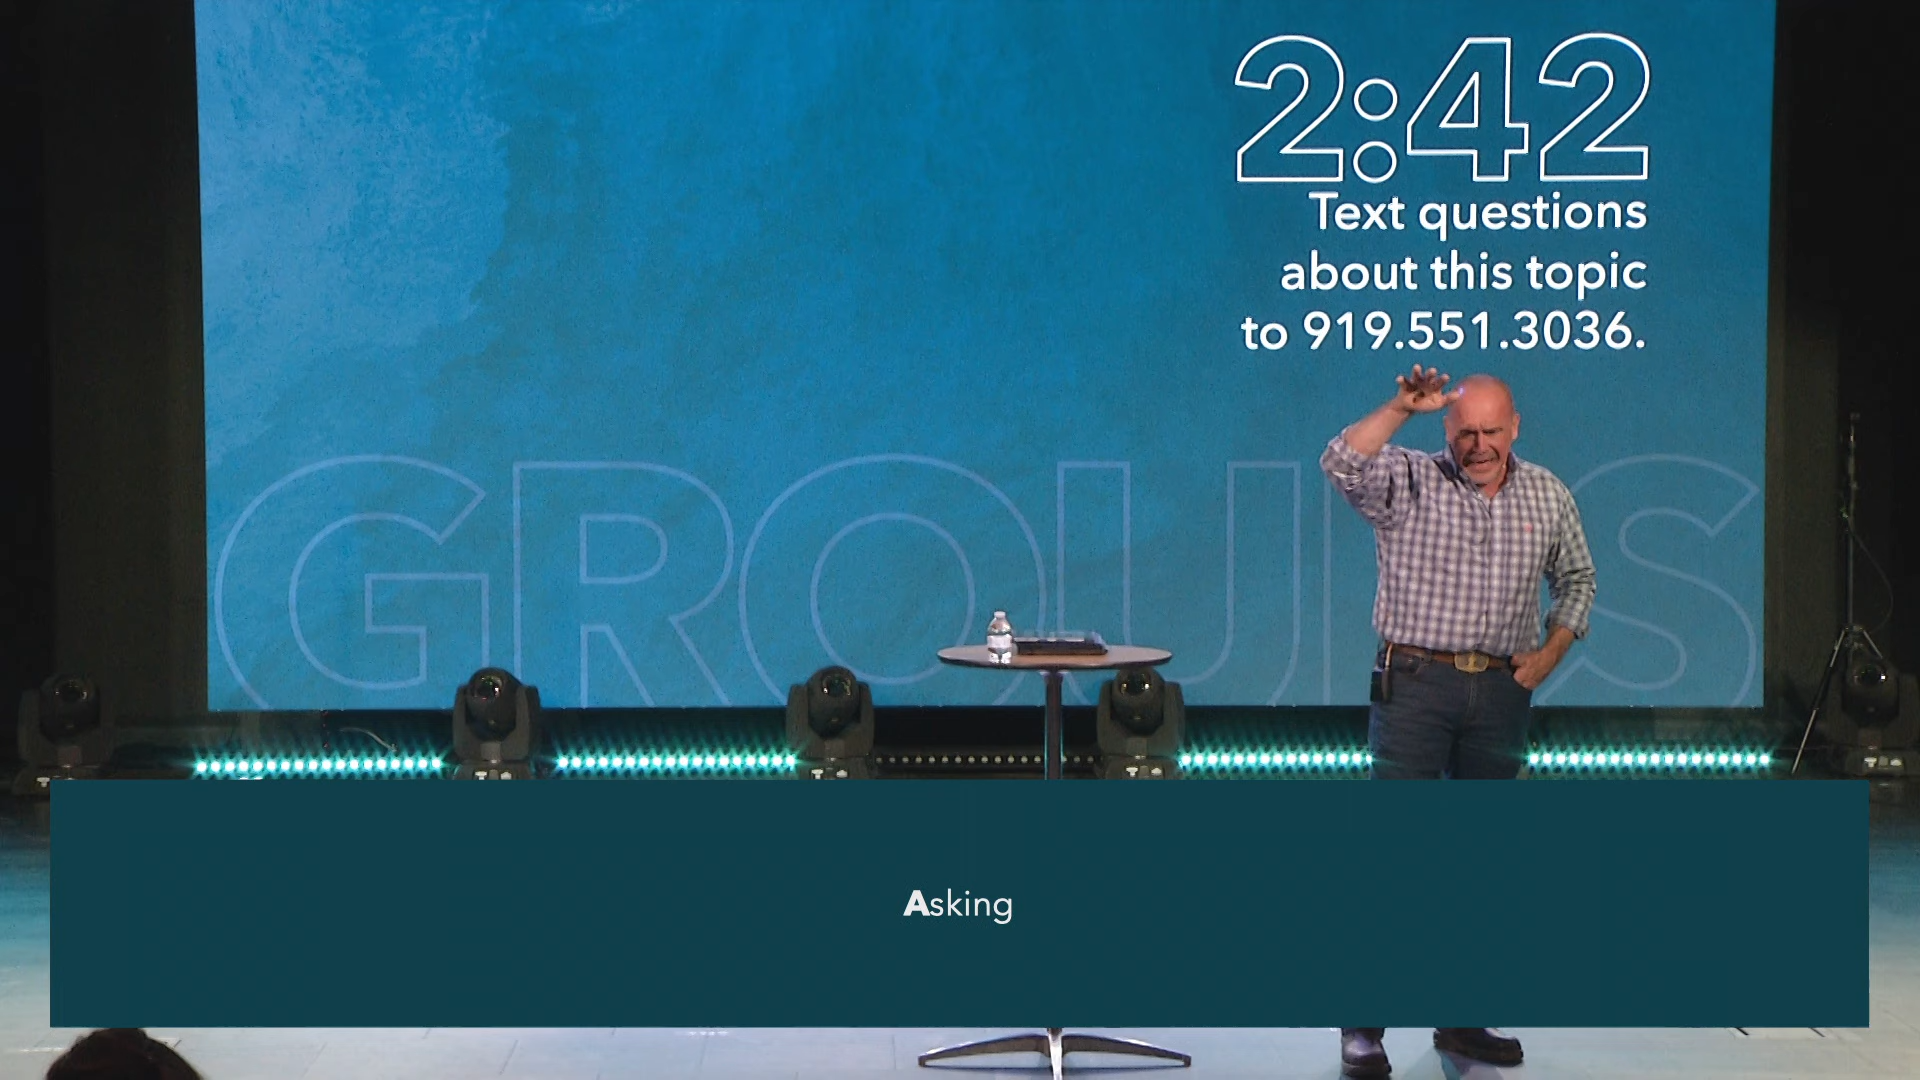 2:42
Text questions
about this topic
to 919.551.3036.
GROUPS
Asking